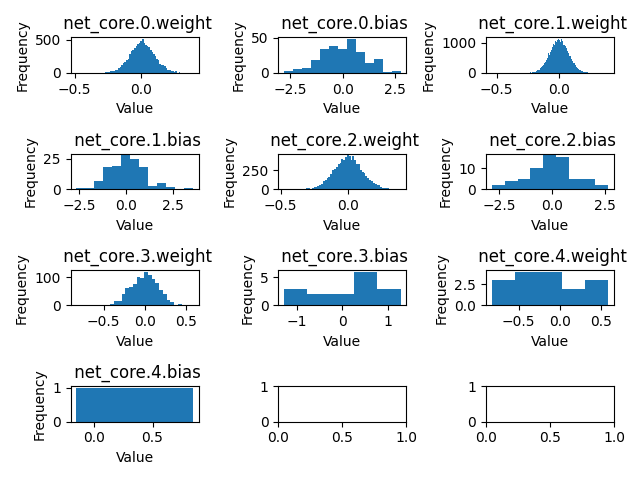 net_core.0.weight
net_core.0.bias
net_core.1.weight
Frequency
500
0
−0.5
0.0
Value
Frequency
50
0
−2.5
0.0
2.5
Value
Frequency
1000
0
−0.5
0.0
Value
net_core.1.bias
net_core.2.weight
net_core.2.bias
Frequency
25
0
−2.5
0.0
2.5
Value
Frequency
250
0
−0.5
0.0
Value
Frequency
10
0
−2.5
0.0
2.5
Value
net_core.3.weight
net_core.3.bias
net_core.4.weight
Frequency
100
0
−0.5
0.0
0.5
Value
Frequency
5
0
−1
0
1
Value
Frequency
2.5
0.0
−0.5
0.0
0.5
Value
net_core.4.bias
Frequency
1
0
0.0
0.5
Value
1
0
0.0
0.5
1.0
1
0
0.0
0.5
1.0